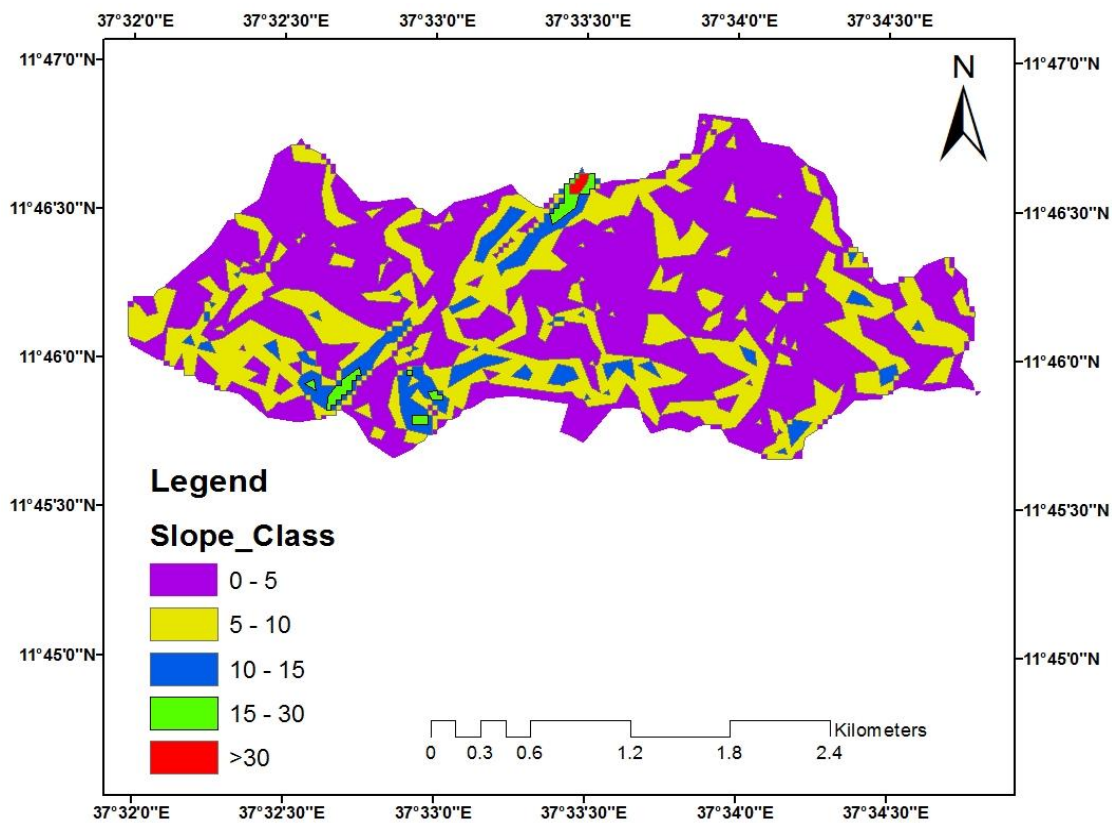 37°32'0"E 37°32'30"E 37°33'0"E 37°33'30"E 37°34'0"E 37°34'30"E
11°47'0"N 11°47'0"N
N
11°46'30"N 11°46'30"N
11°46'0"N 11°46'0"N
Legend
11°45'30"N 11°45'30"N
Slope_Class
0 - 5
5 - 10
11°45'0"N 11°45'0"N
10 - 15
15 - 30
>30
Kilometers
0 0.3 0.6 1.2 1.8 2.4
37°32'0"E 37°32'30"E 37°33'0"E 37°33'30"E 37°34'0"E 37°34'30"E